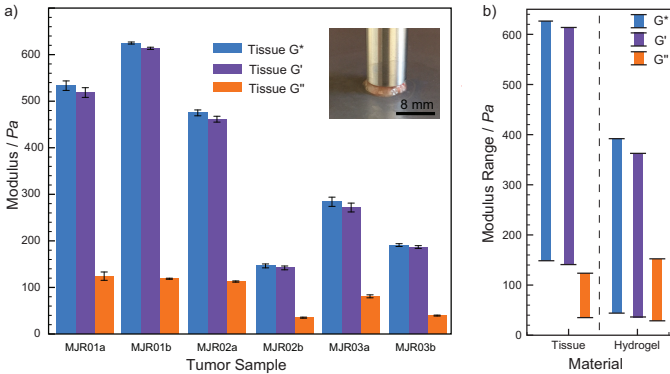 a)
Modulus / Pa
600
500
400
300
200
100
0
Tissue G*
Tissue G'
Tissue G"
8 mm
MJR01a MJR01b MJR02a MJR02b MJR03a MJR03b
Tumor Sample
b)
Modulus Range / Pa
600
500
400
300
200
100
0
G*
G'
G"
Tissue Hydrogel
Material